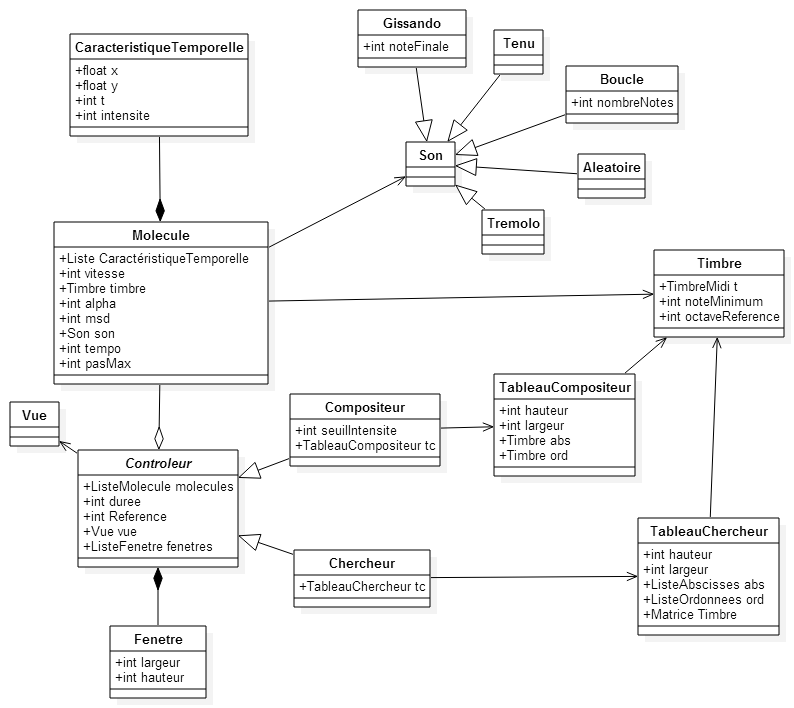 Gissando
+int noteFinale
Tenu
CaracteristiqueTemporelle
+float x
+float y
+int t
+int intensite
Boucle
+int nombreNotes
Son
Aleatoire
Tremolo
Molecule
+Liste CaractéristiqueTemporelle
+int vitesse
+Timbre timbre
+int alpha
+int msd
+Son son
+int tempo
+int pasMax
Timbre
+TimbreMidi t
+int noteMinimum
+int octaveReference
TableauCompositeur
+int hauteur
+int largeur
+Timbre abs
+Timbre ord
Compositeur
+int seuilIntensite
+TableauCompositeur tc
Vue
Controleur
+ListeMolecule molecules
+int duree
+int Reference
+Vue vue
+ListeFenetre fenetres
TableauChercheur
+int hauteur
+int largeur
+ListeAbscisses abs
+ListeOrdonnees ord
+Matrice Timbre
Chercheur
+TableauChercheur tc
Fenetre
+int largeur
+int hauteur